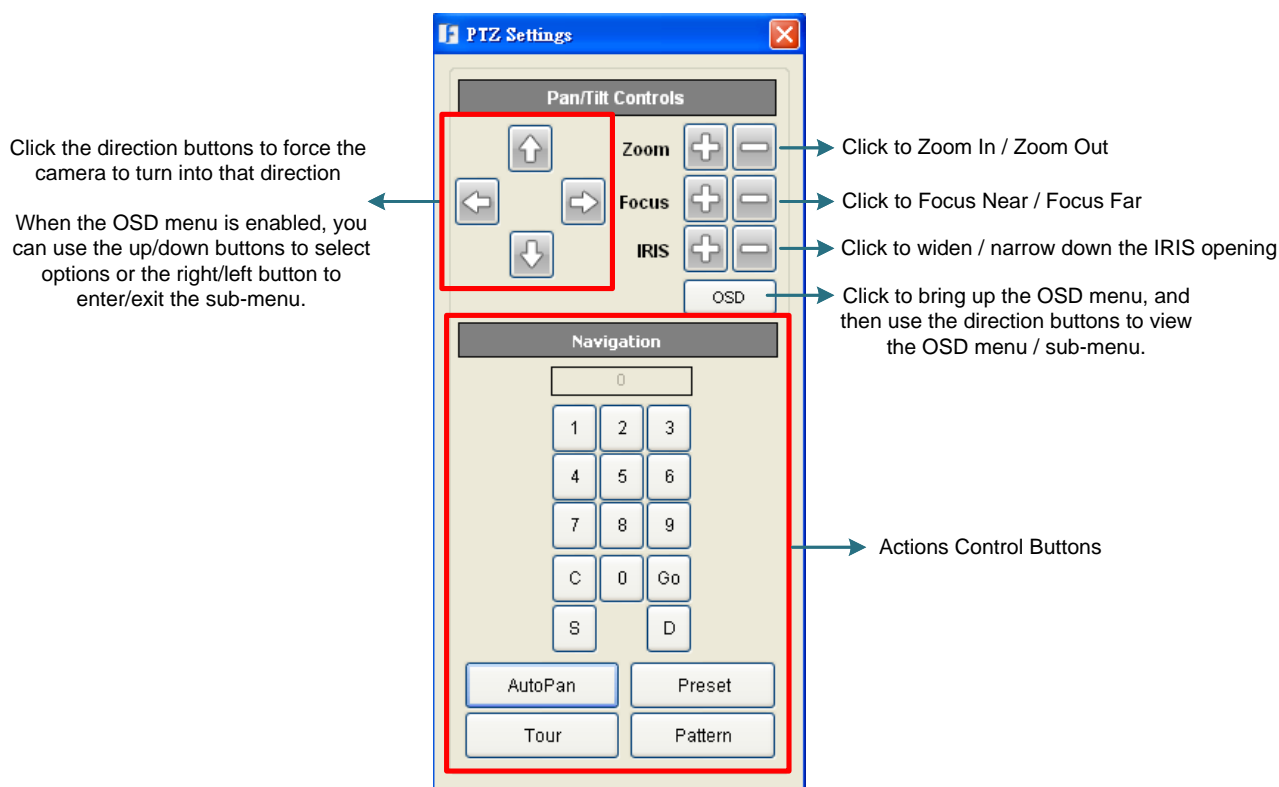 PTZ Settings
Pan/Tilt Controls
Click the direction buttons to force the
camera to turn into that direction
When the OSD menu is enabled, you
can use the up/down buttons to select
options or the right/left button to
enter/exit the sub-menu.
Zoom
Click to Zoom In / Zoom Out
Focus
Click to Focus Near / Focus Far
IRIS
Click to widen / narrow down the IRIS opening
OSD
Click to bring up the OSD menu, and
then use the direction buttons to view
the OSD menu / sub-menu.
Navigation
0
1 2 3
4 5 6
7 8 9
C 0 Go
S D
Actions Control Buttons
AutoPan Preset
Tour Pattern